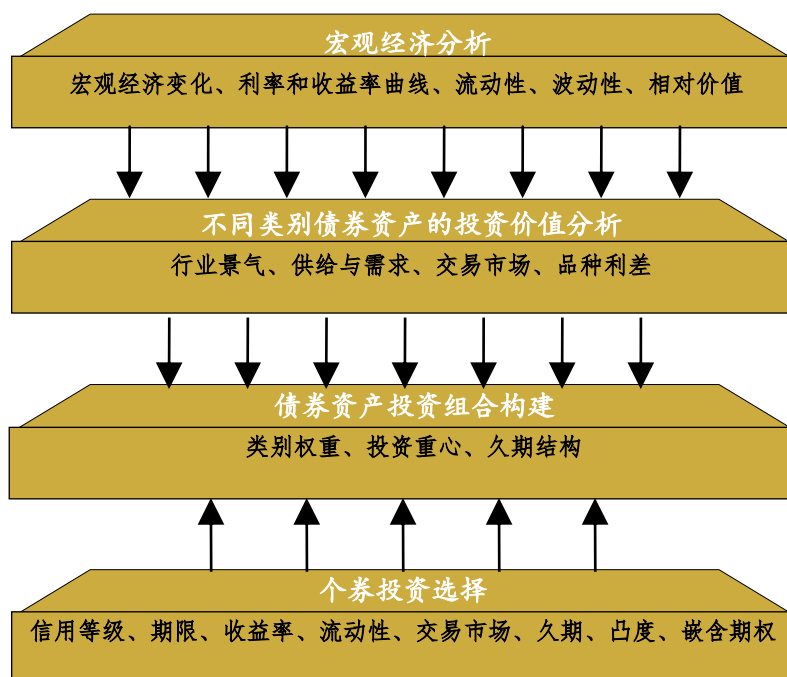 宏观经济分析
宏观经济变化、利率和收益率曲线、流动性、波动性、相对价值
不同类别债券资产的投资价值分析
行业景气、供给与需求、交易市场、品种利差
债券资产投资组合构建
类别权重、投资重心、久期结构
个券投资选择
信用等级、期限、收益率、流动性、交易市场、久期、凸度、嵌含期权